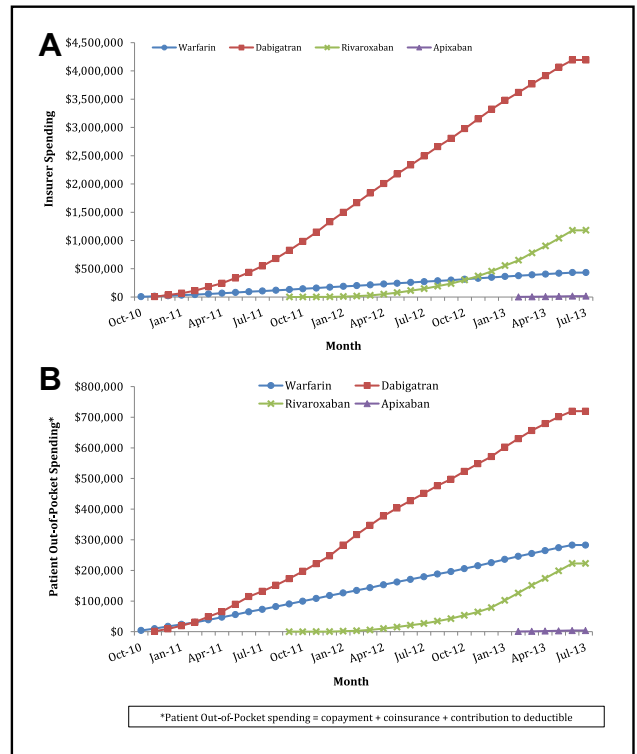 A
Warfarin Dabigatran Rivaroxaban Apixaban
$4,500,000
$4,000,000
$3,500,000
$3,000,000
$2,500,000
$2,000,000
$1,500,000
$1,000,000
$500,000
$0
Insurer Spending
Oct-10 Jan-11 Apr-11 Jul-11 Oct-11 Jan-12 Apr-12 Jul-12 Oct-12 Jan-13 Apr-13 Jul-13
Month
B
Warfarin Dabigatran
Rivaroxaban Apixaban
$800,000
$700,000
$600,000
$500,000
$400,000
$300,000
$200,000
$100,000
$0
Patient Out-of-Pocket Spending*
Oct-10 Jan-11 Apr-11 Jul-11 Oct-11 Jan-12 Apr-12 Jul-12 Oct-12 Jan-13 Apr-13 Jul-13
Month
*Patient Out-of-Pocket spending = copayment + coinsurance + contribution to deductible